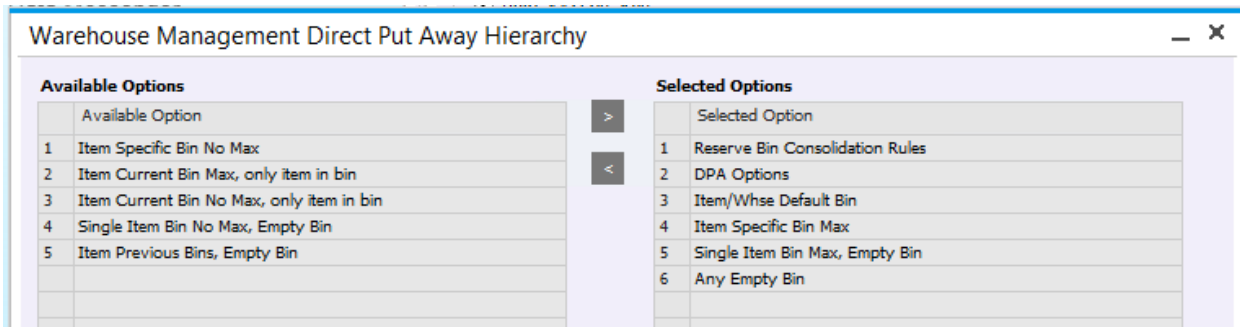 Warehouse Management Direct Put Away Hierarchy
Available Options
Selected Options
Available Option
>
Selected Option
1 Item Specific Bin No Max
1 Reserve Bin Consolidation Rules
2 Item Current Bin Max, only item in bin
<
2 DPA Options
3 Item Current Bin No Max, only item in bin
3 Item/Whse Default Bin
4 Single Item Bin No Max, Empty Bin
4 Item Specific Bin Max
5 Item Previous Bins, Empty Bin
5 Single Item Bin Max, Empty Bin
6 Any Empty Bin